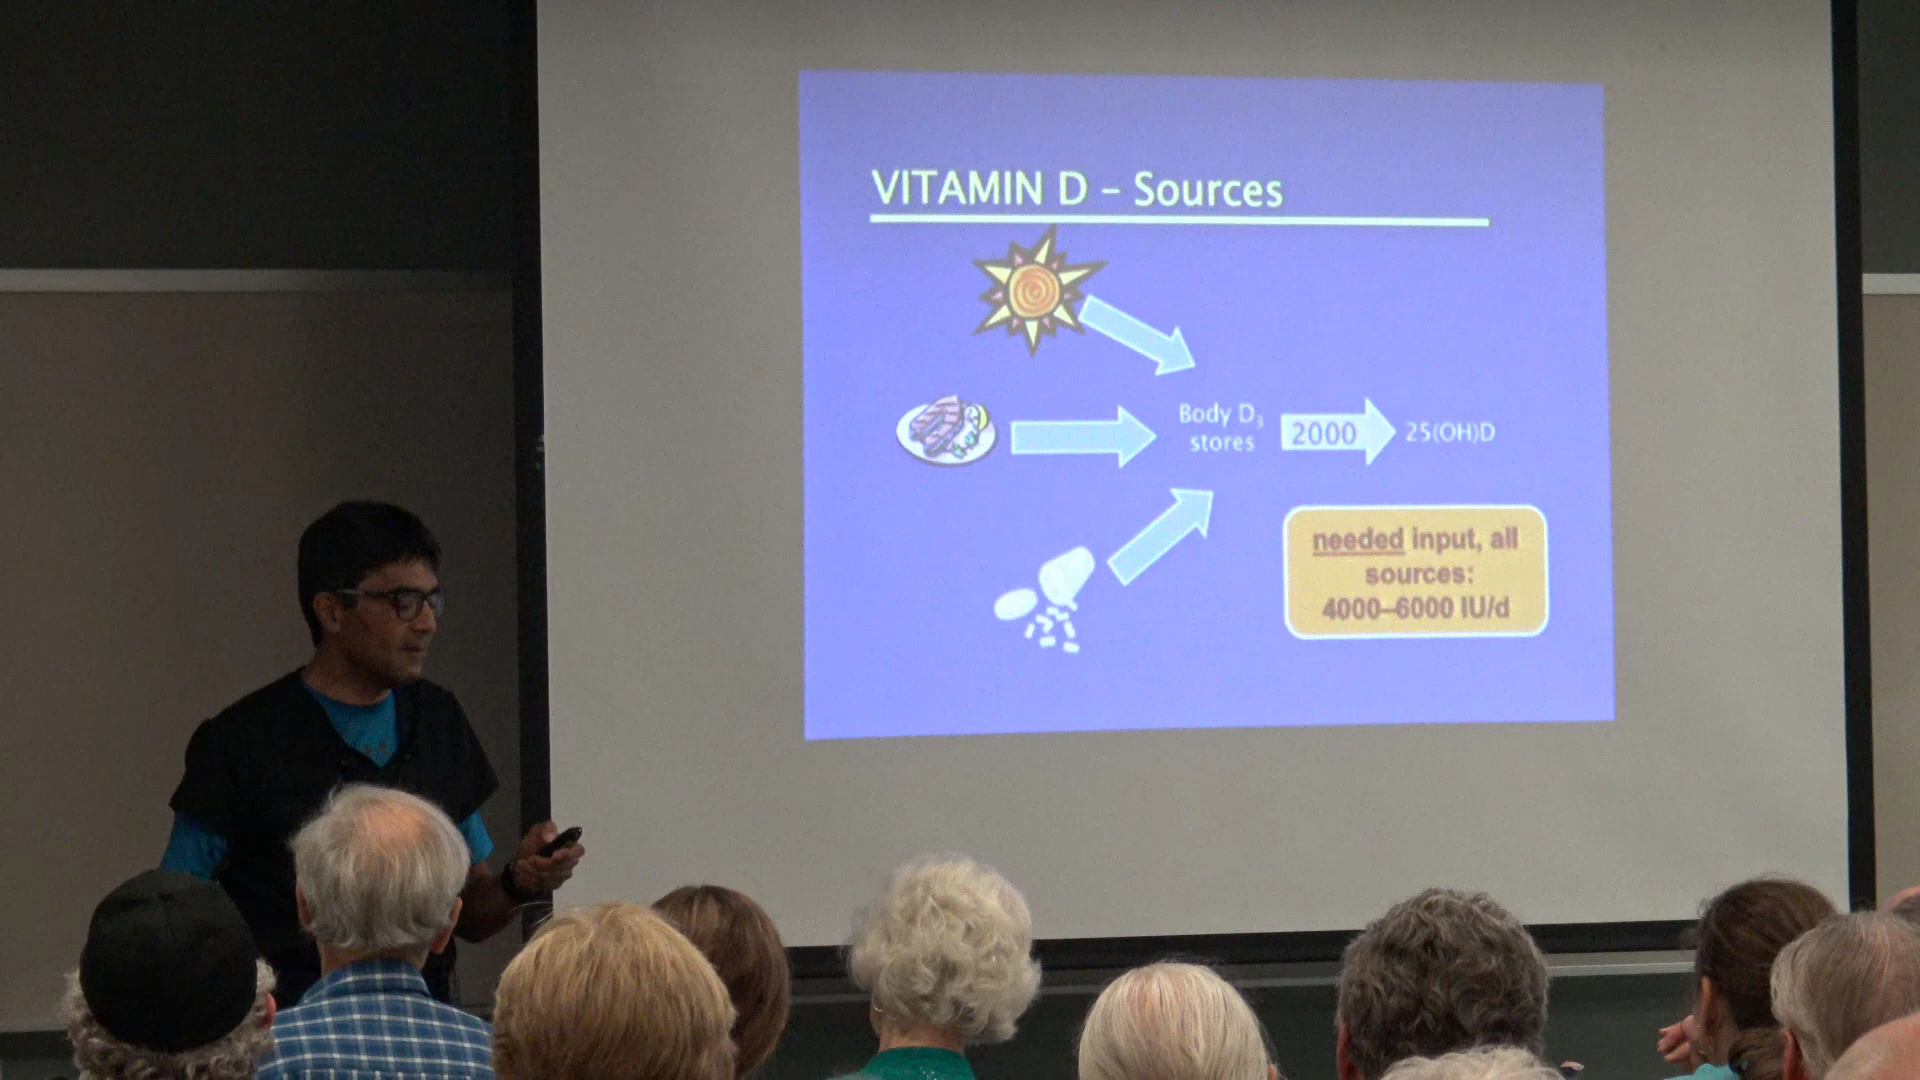 VITAMIN D – Sources
Body D₃
stores
2000
25(OH)D
needed input, all
sources:
4000–6000 IU/d